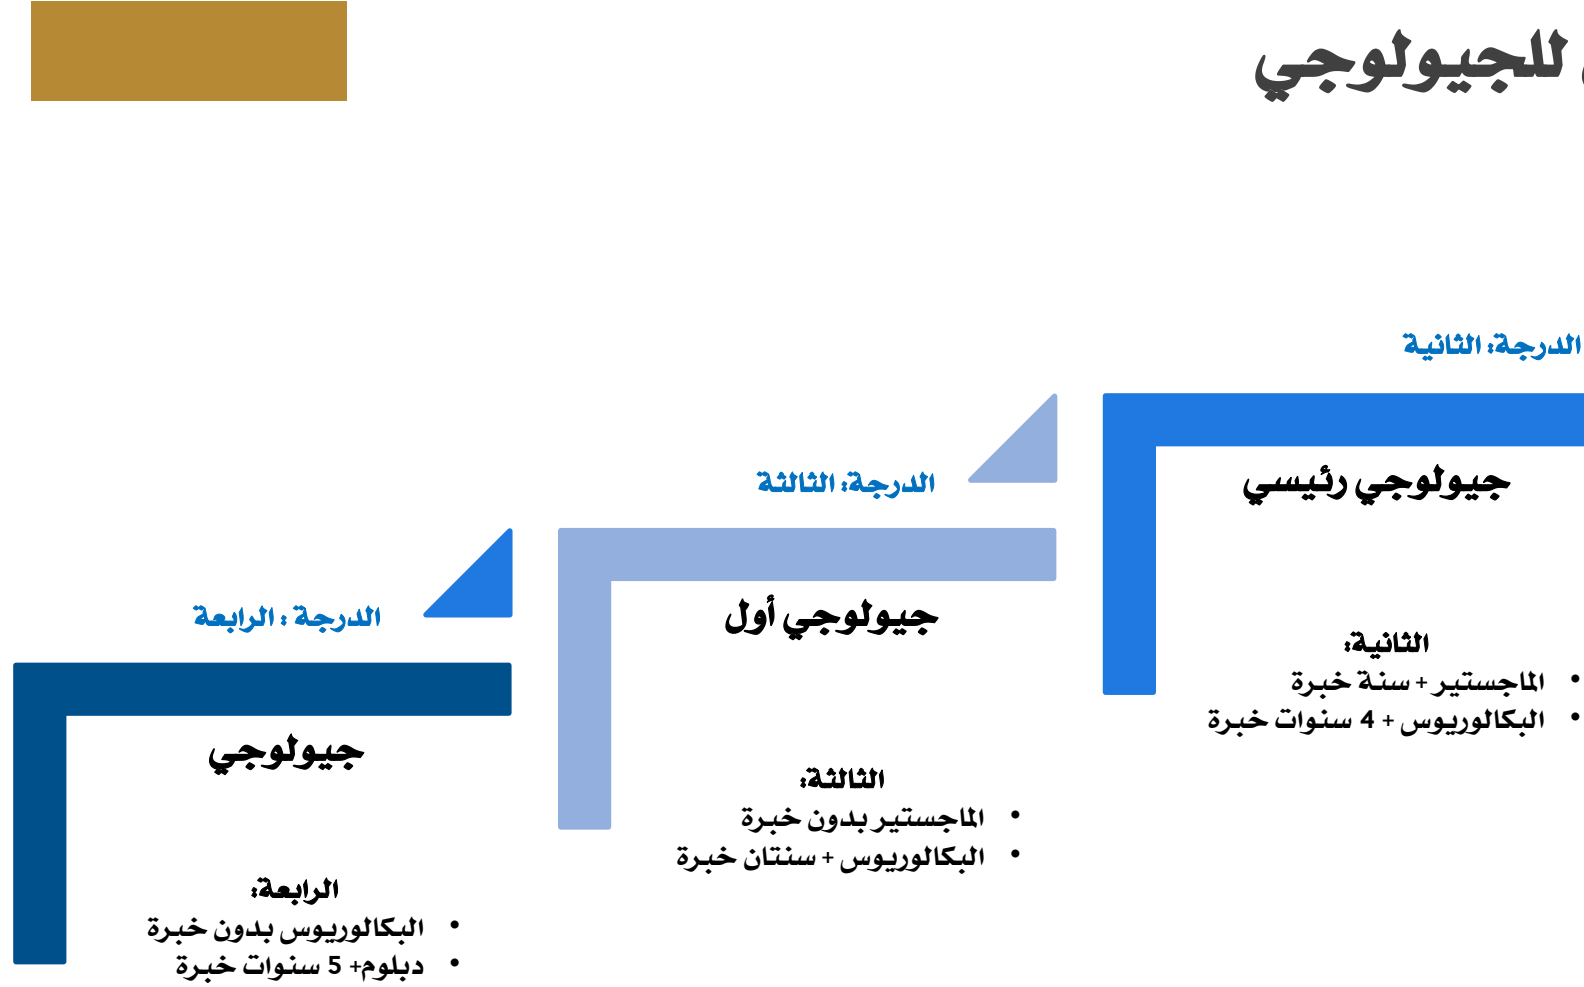 للجيولوجي
الدرجة: الثانية
جيولوجي رئيسي
الثانية:
• الماجستير + سنة خبرة
• البكالوريوس + 4 سنوات خبرة
الدرجة: الثالثة
جيولوجي أول
الثالثة:
• الماجستير بدون خبرة
• البكالوريوس + سنتان خبرة
الدرجة : الرابعة
جيولوجي
الرابعة:
• البكالوريوس بدون خبرة
• دبلوم+ 5 سنوات خبرة